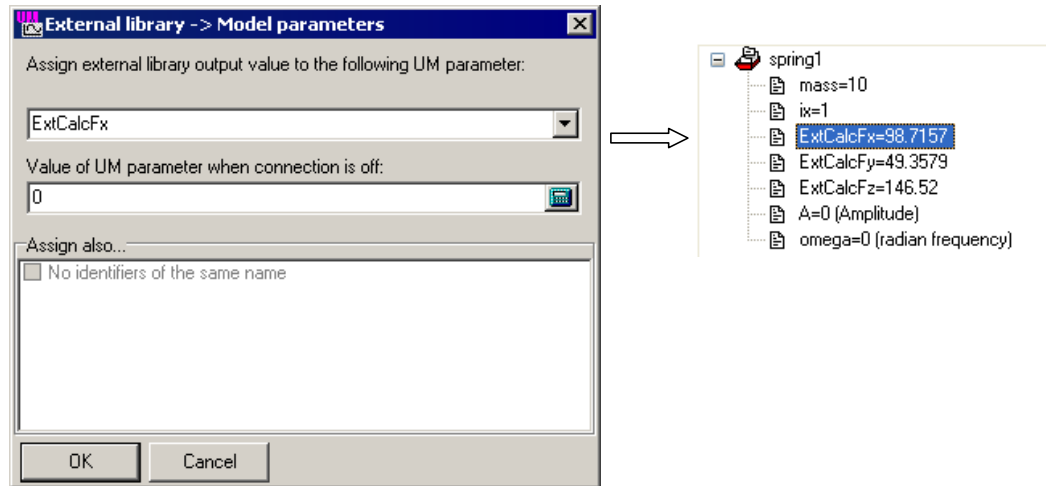 External library -> Model parameters
Assign external library output value to the following UM parameter:
ExtCalcFx
Value of UM parameter when connection is off:
0
Assign also...
No identifiers of the same name
OK
Cancel
spring1
mass=10
ix=1
ExtCalcFx=98.7157
ExtCalcFy=49.3579
ExtCalcFz=146.52
A=0 (Amplitude)
omega=0 (radian frequency)